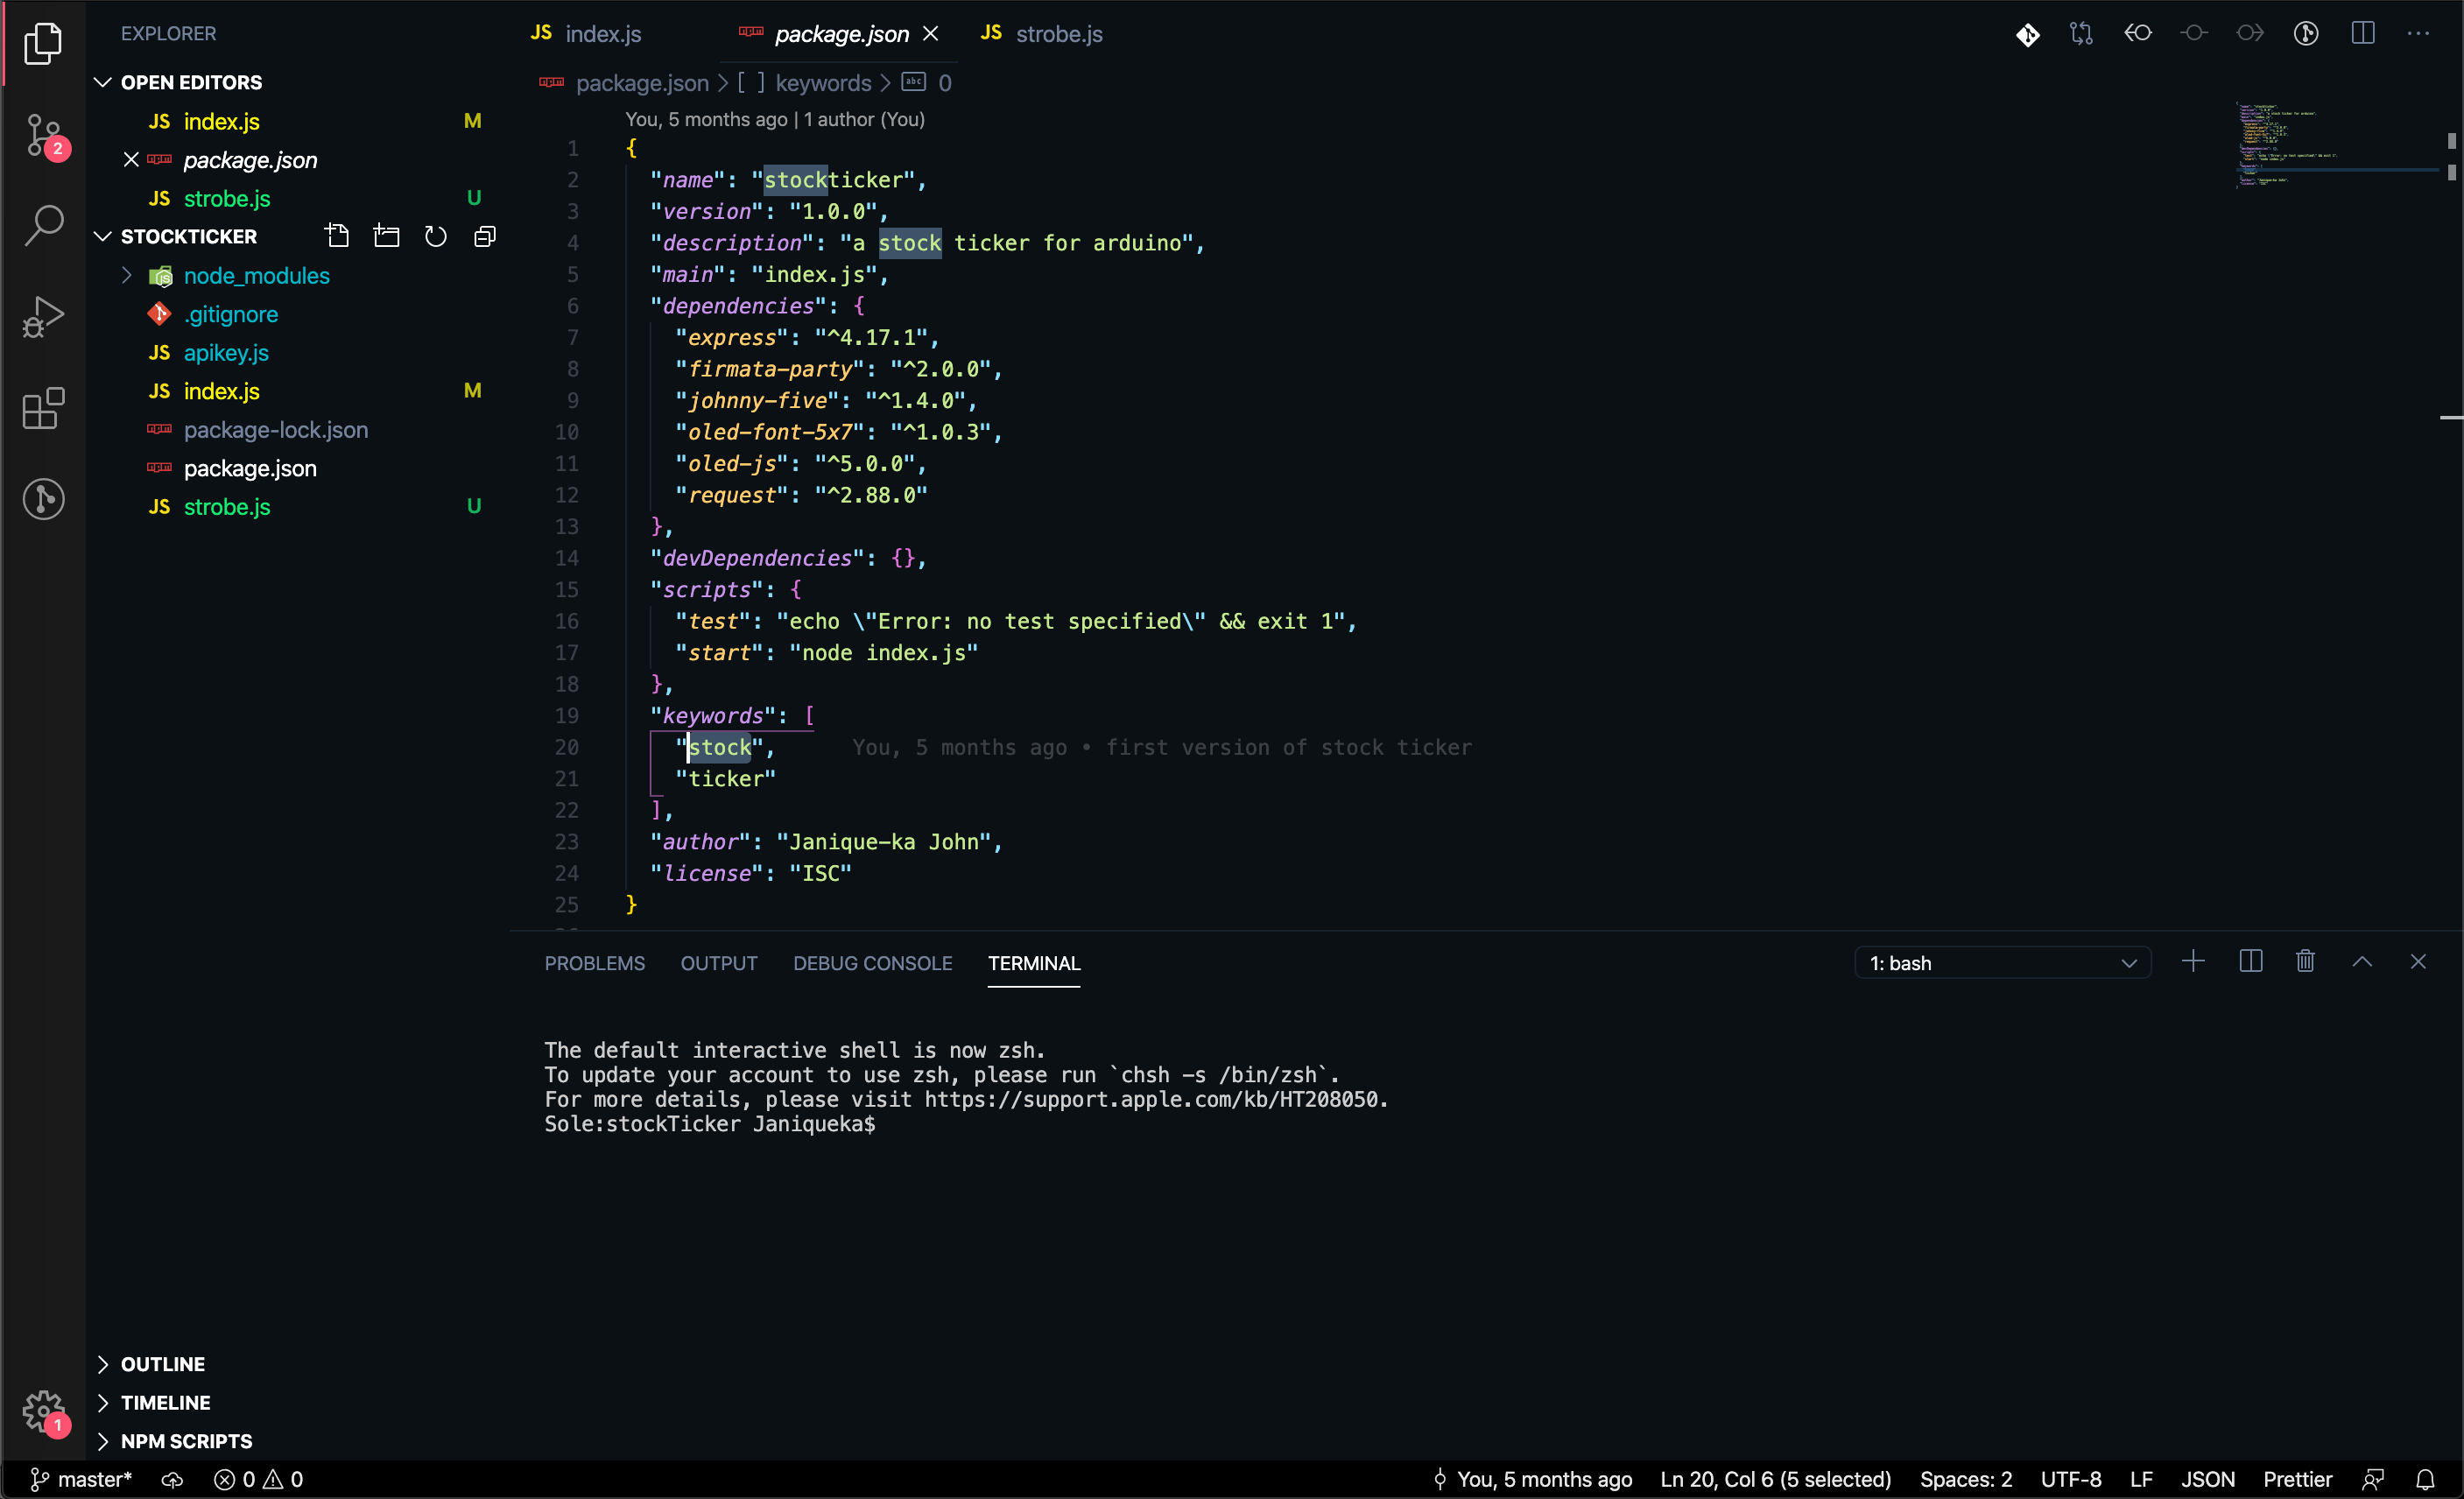 EXPLORER
OPEN EDITORS
JS index.js M
package.json
JS strobe.js U
STOCKTICKER
node_modules
.gitignore
JS apikey.js
JS index.js M
package-lock.json
package.json
JS strobe.js U
OUTLINE
TIMELINE
NPM SCRIPTS
2
1
JS index.js package.json JS strobe.js
package.json > [ ] keywords > abc 0
You, 5 months ago | 1 author (You)
1 {
2 "name": "stockticker",
3 "version": "1.0.0",
4 "description": "a stock ticker for arduino",
5 "main": "index.js",
6 "dependencies": {
7 "express": "^4.17.1",
8 "firmata-party": "^2.0.0",
9 "johnny-five": "^1.4.0",
10 "oled-font-5x7": "^1.0.3",
11 "oled-js": "^5.0.0",
12 "request": "^2.88.0"
13 },
14 "devDependencies": {},
15 "scripts": {
16 "test": "echo \"Error: no test specified\" && exit 1",
17 "start": "node index.js"
18 },
19 "keywords": [
20 "stock", You, 5 months ago • first version of stock ticker
21 "ticker"
22 ],
23 "author": "Janique-ka John",
24 "license": "ISC"
25 }
PROBLEMS OUTPUT DEBUG CONSOLE TERMINAL 1: bash
The default interactive shell is now zsh.
To update your account to use zsh, please run `chsh -s /bin/zsh`.
For more details, please visit https://support.apple.com/kb/HT208050.
Sole:stockTicker Janiqueka$
master* 0 0 You, 5 months ago Ln 20, Col 6 (5 selected) Spaces: 2 UTF-8 LF JSON Prettier